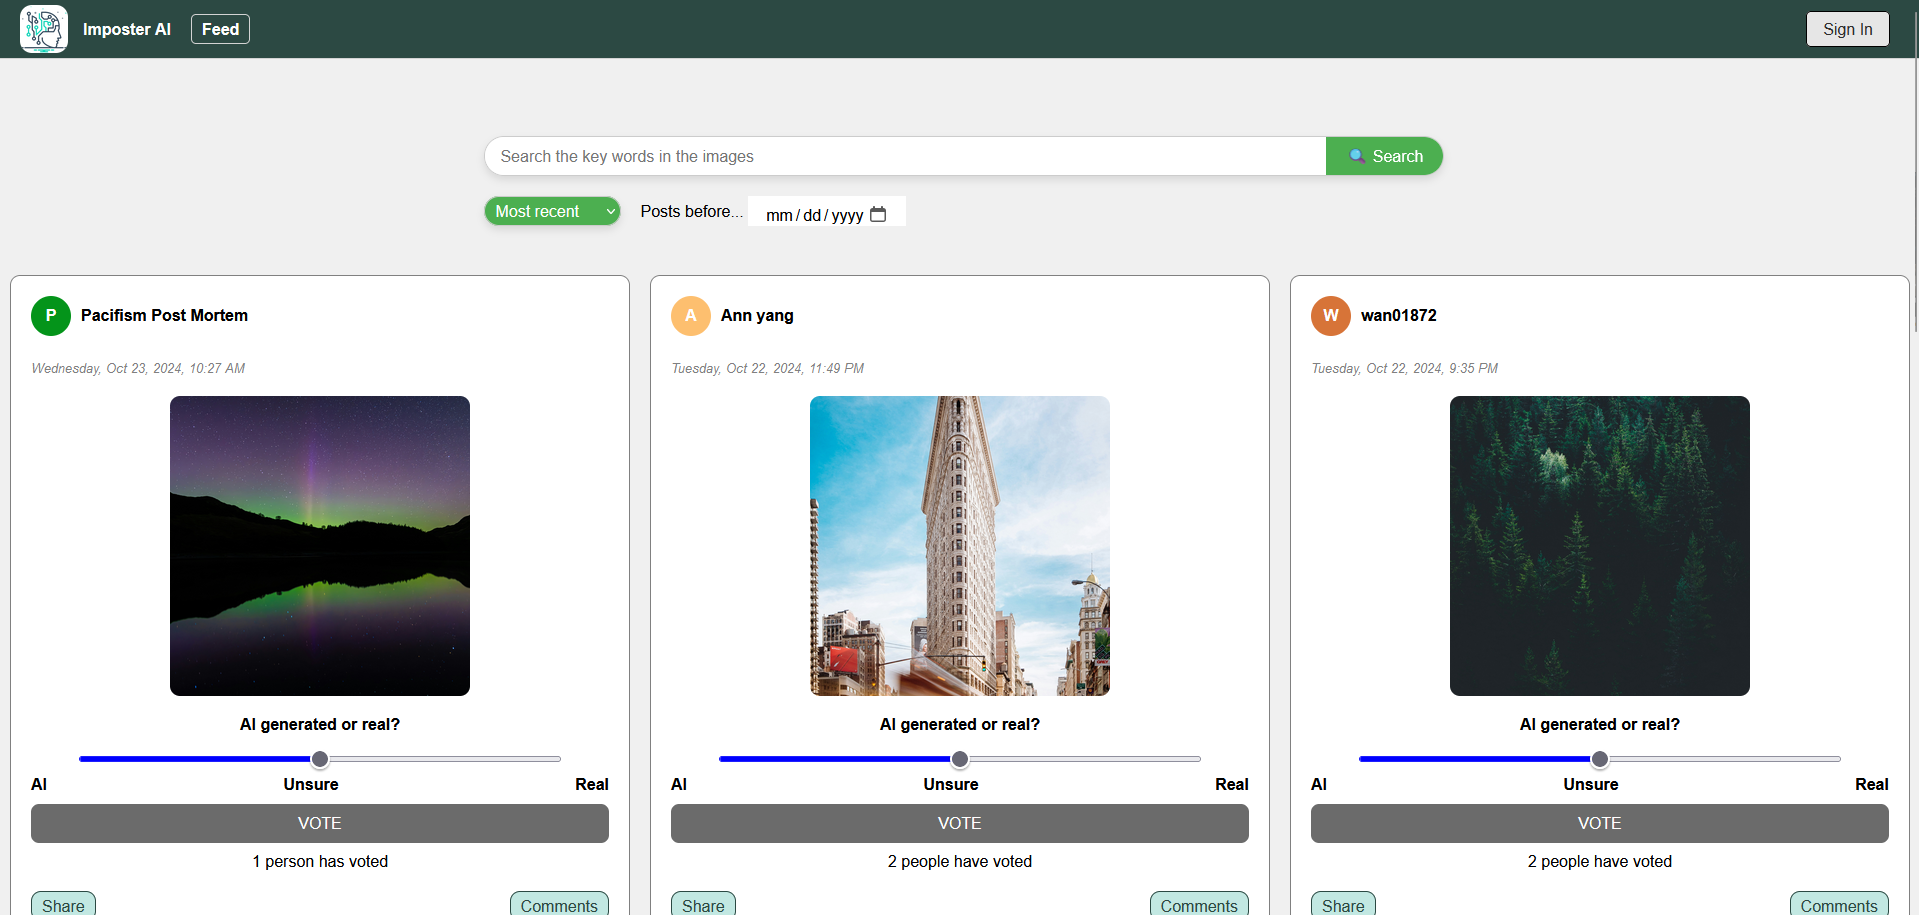 Imposter AI Feed Sign In
Search the key words in the images Search
Most recent Posts before... mm/dd/yyyy
P Pacifism Post Mortem
Wednesday, Oct 23, 2024, 10:27 AM
AI generated or real?
AI Unsure Real
VOTE
1 person has voted
Share Comments
A Ann yang
Tuesday, Oct 22, 2024, 11:49 PM
AI generated or real?
AI Unsure Real
VOTE
2 people have voted
Share Comments
W wan01872
Tuesday, Oct 22, 2024, 9:35 PM
AI generated or real?
AI Unsure Real
VOTE
2 people have voted
Share Comments